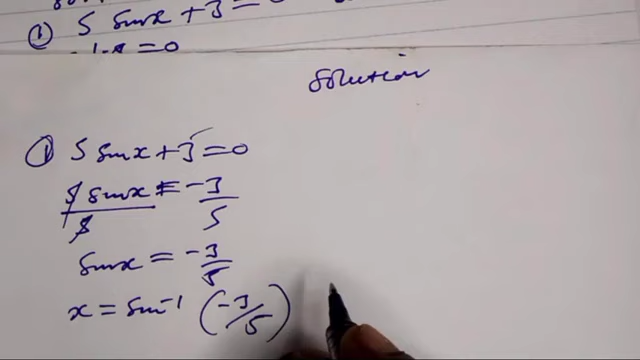 ① 5 sinx + 3 = 0
Solution
① 5 sinx + 3 = 0
5 sinx = -3
5 5
sinx = -3/5
x = sin⁻¹ (-3/5)